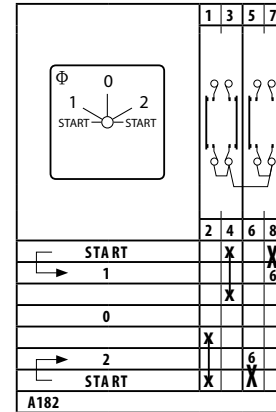 1 3 5 7
Φ 0
1 2
START START
2 4 6 8
START X X
1 6
X
0
X
2 6
START X X
A182